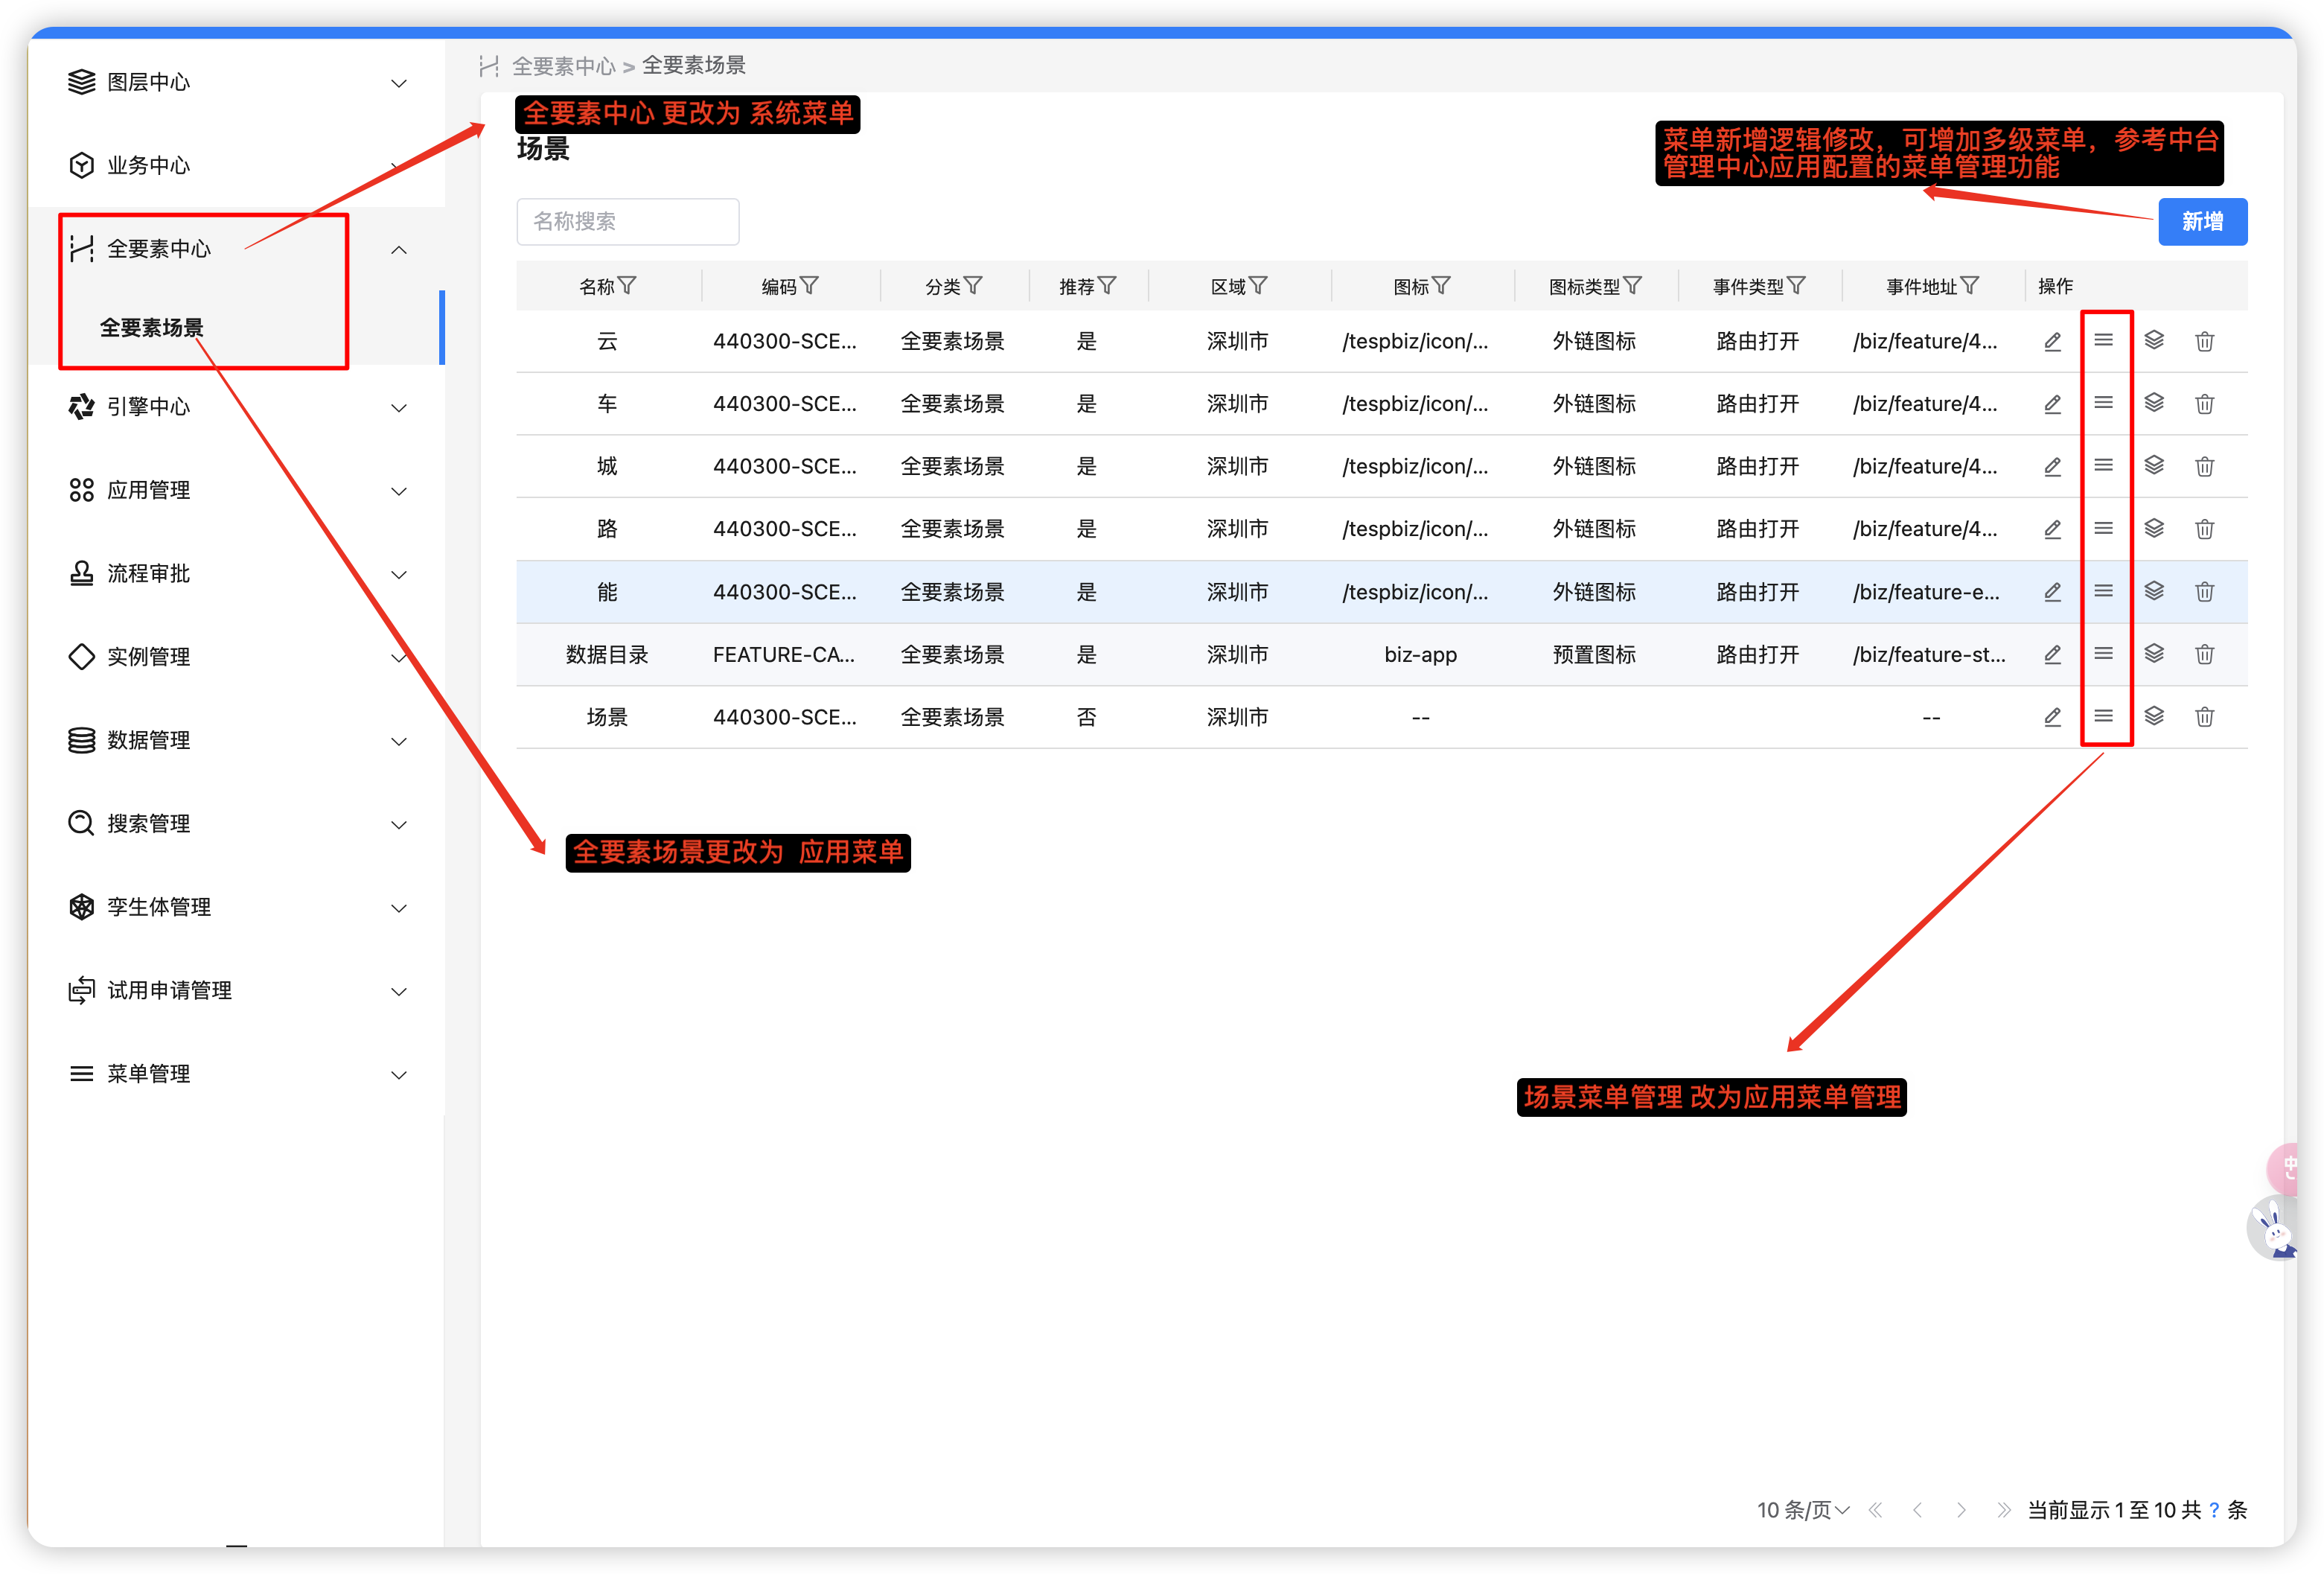 图层中心
业务中心
全要素中心
全要素场景
引擎中心
应用管理
流程审批
实例管理
数据管理
搜索管理
孪生体管理
试用申请管理
菜单管理
全要素中心 > 全要素场景
全要素中心 更改为 系统菜单
场景
菜单新增逻辑修改，可增加多级菜单，参考中台
管理中心应用配置的菜单管理功能
名称搜索
新增
名称 编码 分类 推荐 区域 图标 图标类型 事件类型 事件地址 操作
云 440300-SCE... 全要素场景 是 深圳市 /tespbiz/icon/... 外链图标 路由打开 /biz/feature/4...
车 440300-SCE... 全要素场景 是 深圳市 /tespbiz/icon/... 外链图标 路由打开 /biz/feature/4...
城 440300-SCE... 全要素场景 是 深圳市 /tespbiz/icon/... 外链图标 路由打开 /biz/feature/4...
路 440300-SCE... 全要素场景 是 深圳市 /tespbiz/icon/... 外链图标 路由打开 /biz/feature/4...
能 440300-SCE... 全要素场景 是 深圳市 /tespbiz/icon/... 外链图标 路由打开 /biz/feature-e...
数据目录 FEATURE-CA... 全要素场景 是 深圳市 biz-app 预置图标 路由打开 /biz/feature-st...
场景 440300-SCE... 全要素场景 否 深圳市 -- --
全要素场景更改为 应用菜单
场景菜单管理 改为应用菜单管理
中
10 条/页 当前显示 1 至 10 共 ? 条